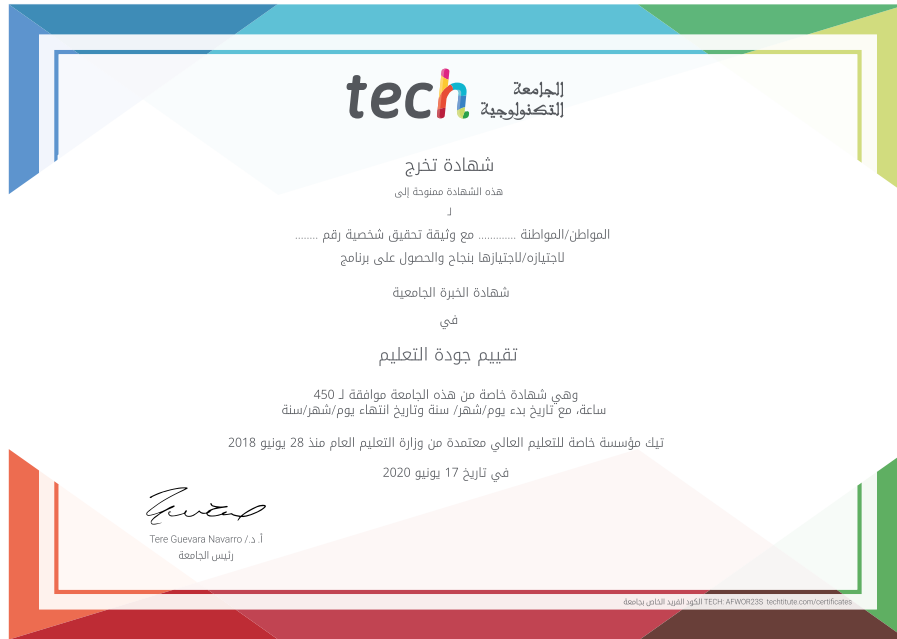 tech الجامعة
التكنولوجية
شهادة تخرج
هذه الشهادة ممنوحة إلى
لـ
المواطن/المواطنة ............. مع وثيقة تحقيق شخصية رقم ........
لاجتيازه/لاجتيازها بنجاح والحصول على برنامج
شهادة الخبرة الجامعية
في
تقييم جودة التعليم
وهي شهادة خاصة من هذه الجامعة موافقة لـ 450
ساعة، مع تاريخ بدء يوم/شهر/ سنة وتاريخ انتهاء يوم/شهر/سنة
تيك مؤسسة خاصة للتعليم العالي معتمدة من وزارة التعليم العام منذ 28 يونيو 2018
في تاريخ 17 يونيو 2020
أ. د./ Tere Guevara Navarro
رئيس الجامعة
الكود الفريد الخاص بجامعة TECH: AFWOR23S techtitute.com/certificates